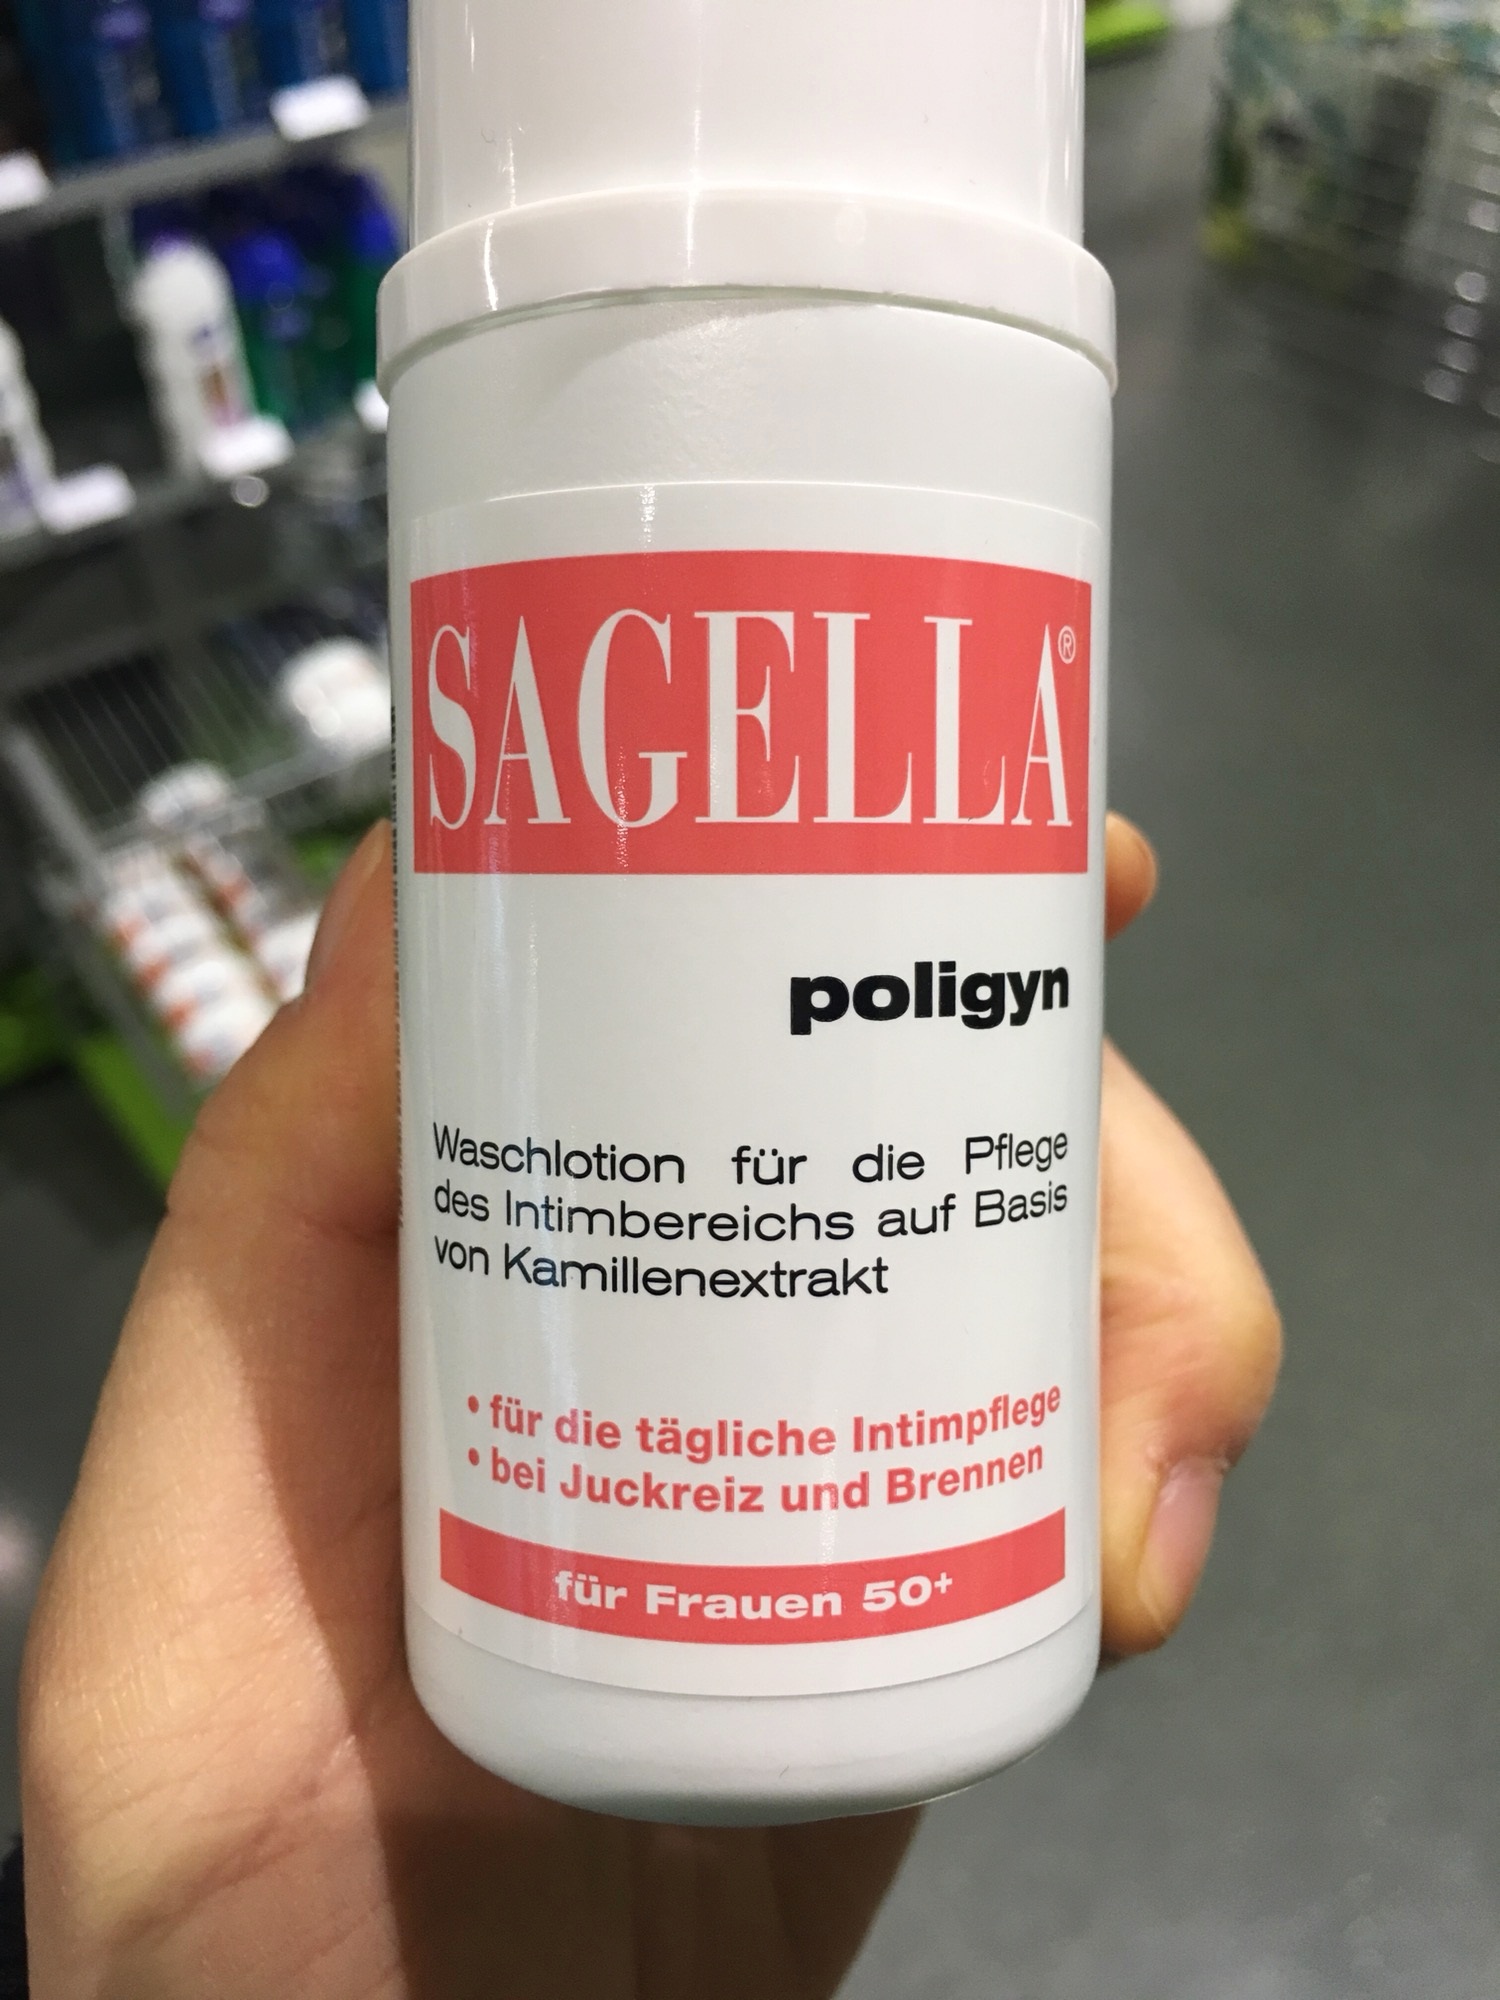 SAGELLA®
poligyn
Waschlotion für die Pflege
des Intimbereichs auf Basis
von Kamillenextrakt
• für die tägliche Intimpflege
• bei Juckreiz und Brennen
für Frauen 50+